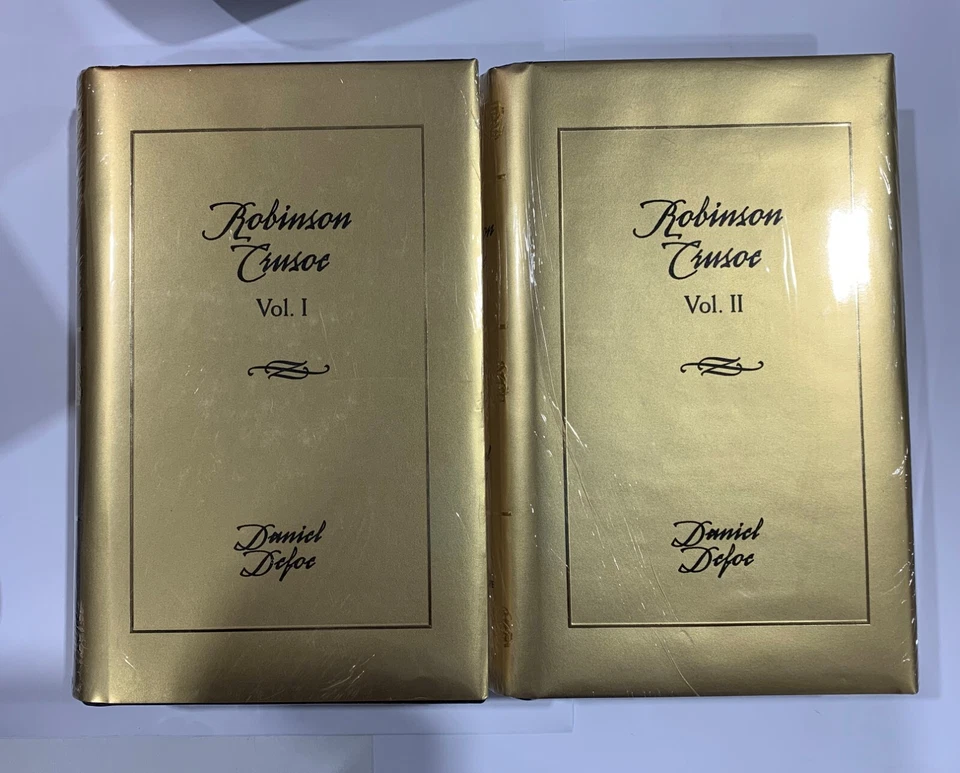 Robinson
Crusoe
Vol. I
Daniel
Defoe
Robinson
Crusoe
Vol. II
Daniel
Defoe